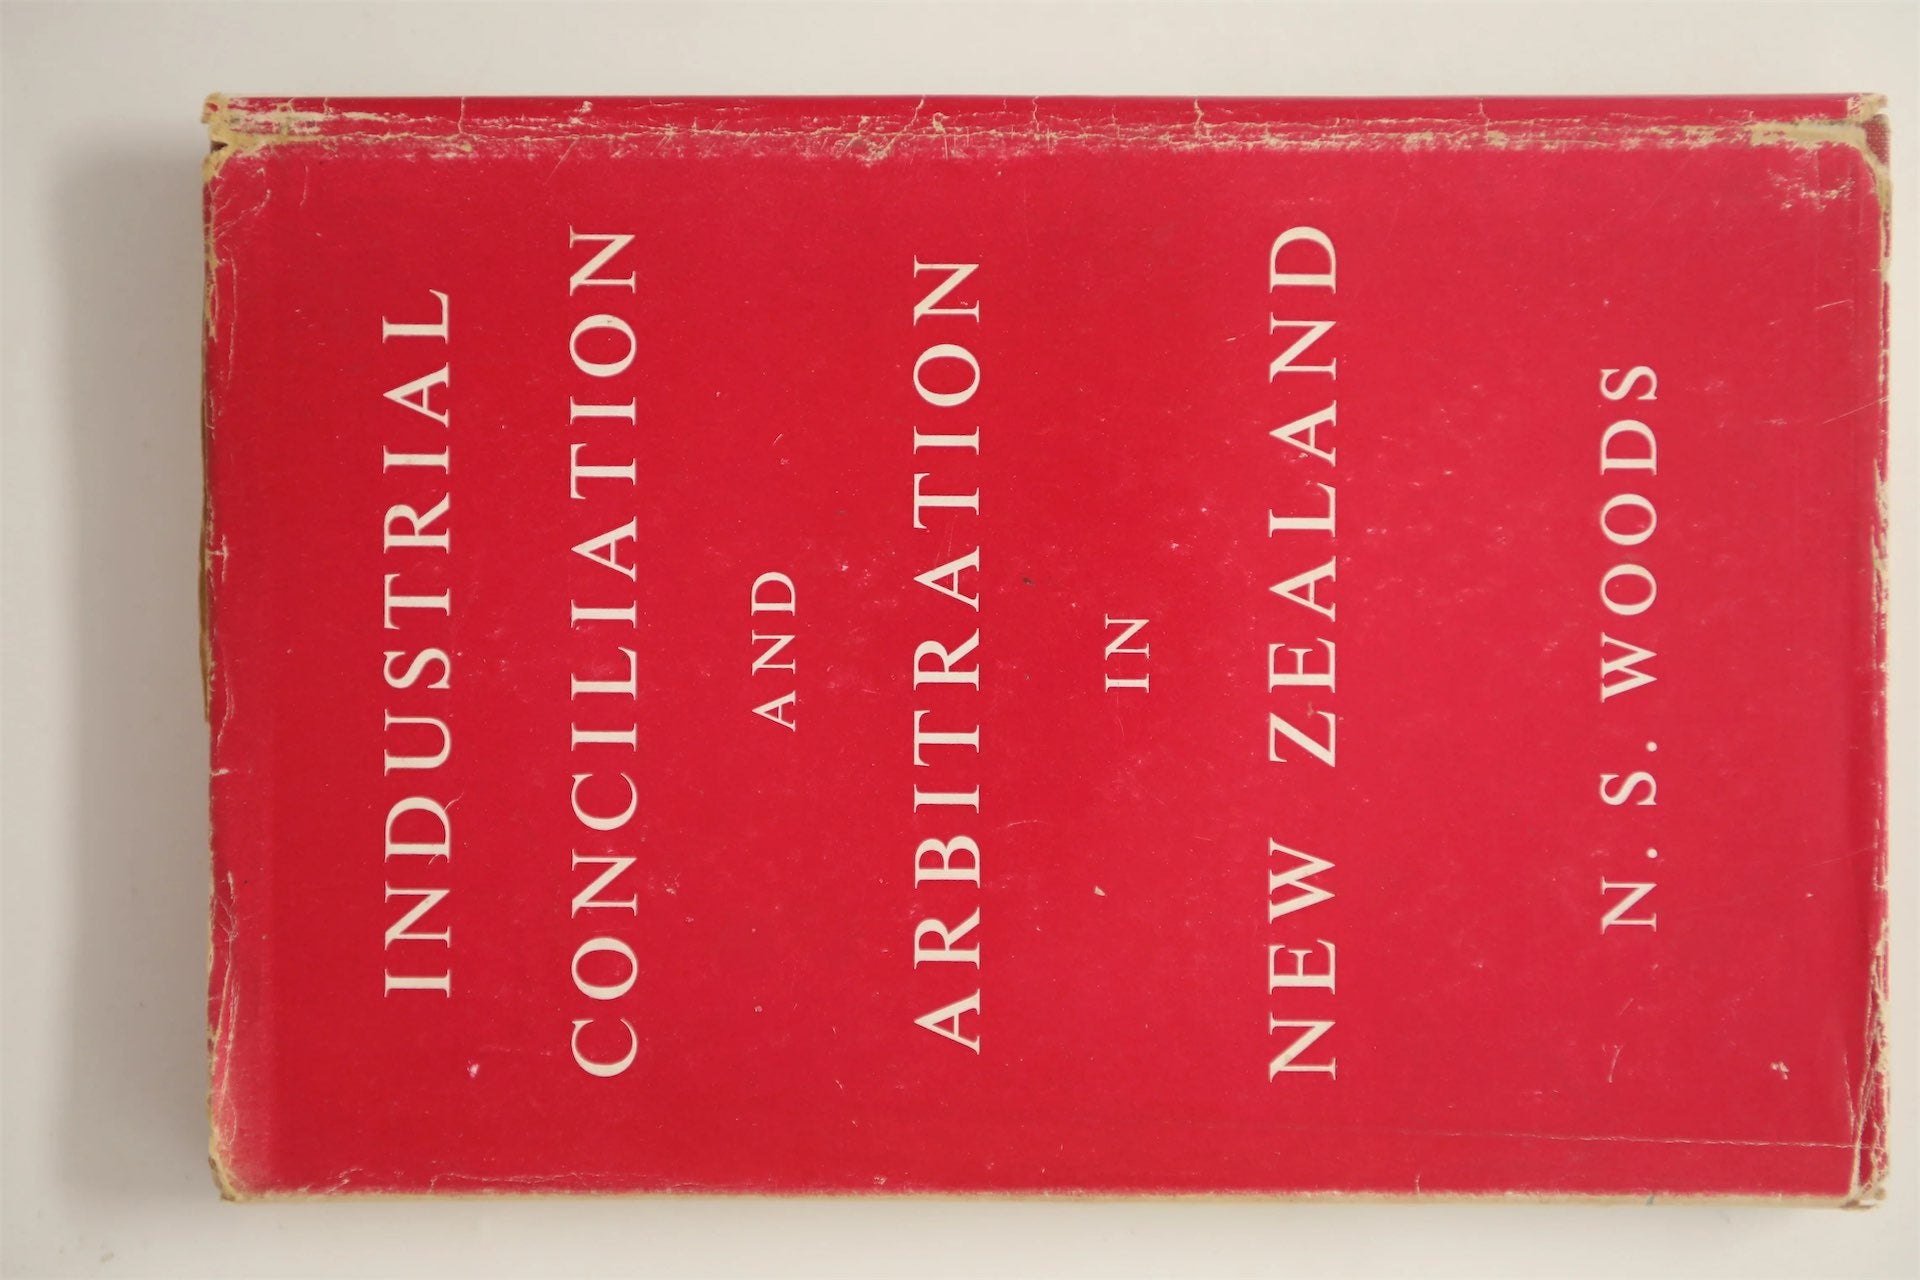 INDUSTRIAL
CONCILIATION
AND
ARBITRATION
IN
NEW ZEALAND
N. S. WOODS